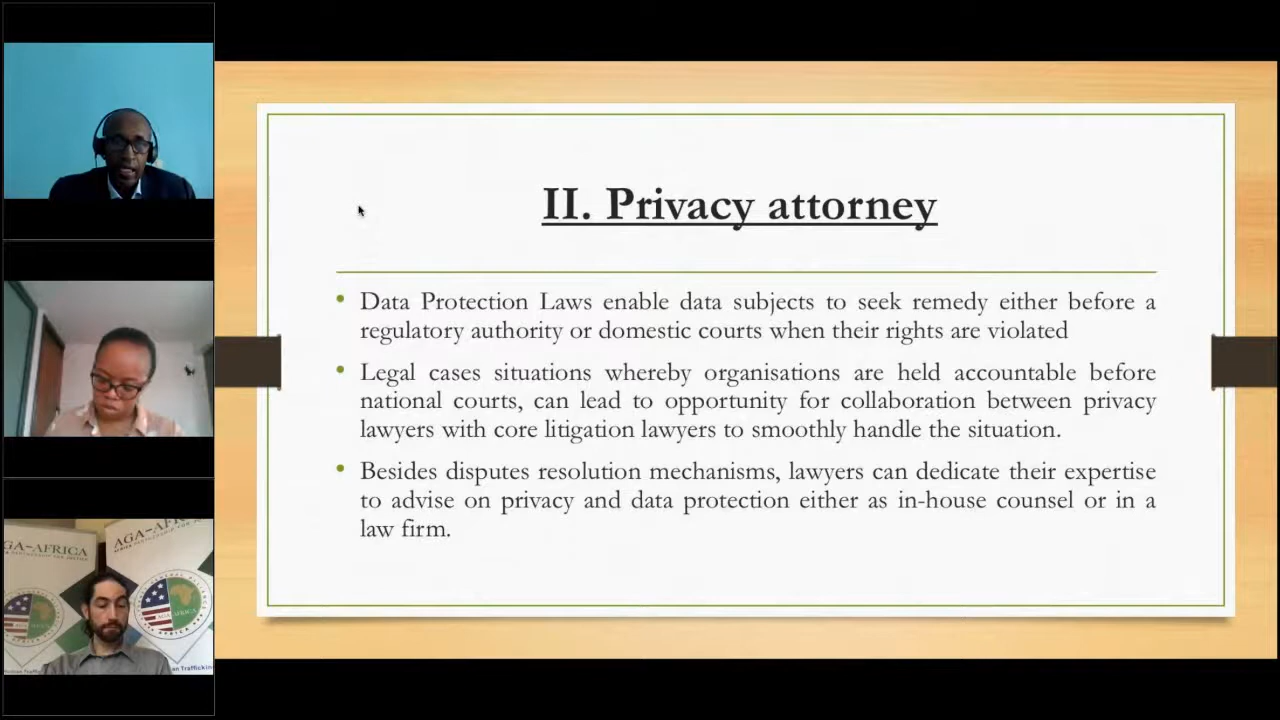 II. Privacy attorney
• Data Protection Laws enable data subjects to seek remedy either before a
regulatory authority or domestic courts when their rights are violated
• Legal cases situations whereby organisations are held accountable before
national courts, can lead to opportunity for collaboration between privacy
lawyers with core litigation lawyers to smoothly handle the situation.
• Besides disputes resolution mechanisms, lawyers can dedicate their expertise
to advise on privacy and data protection either as in-house counsel or in a
law firm.
GA-AFRICA
AGA-AFRI